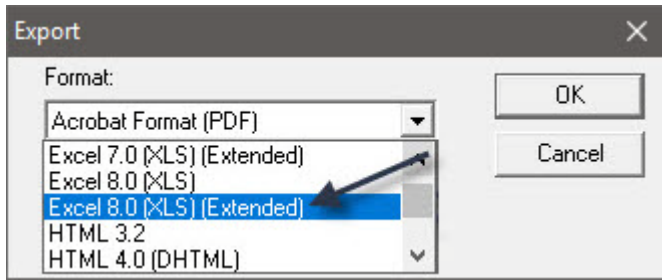 Export
Format:
Acrobat Format (PDF)
Excel 7.0 (XLS) (Extended)
Excel 8.0 (XLS)
Excel 8.0 (XLS) (Extended)
HTML 3.2
HTML 4.0 (DHTML)
OK
Cancel